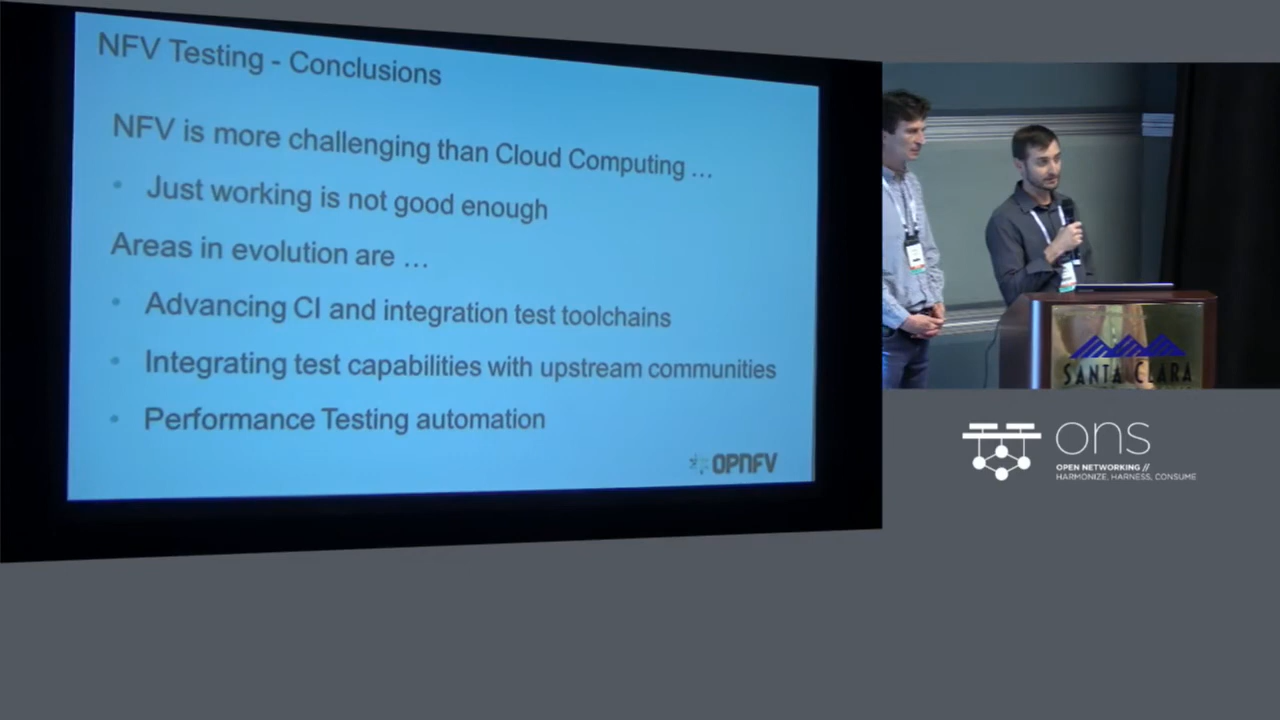 NFV Testing - Conclusions
NFV is more challenging than Cloud Computing …
• Just working is not good enough
Areas in evolution are …
• Advancing CI and integration test toolchains
• Integrating test capabilities with upstream communities
• Performance Testing automation
OPNFV
SANTA CLARA
ons
OPEN NETWORKING //
HARMONIZE, HARNESS, CONSUME